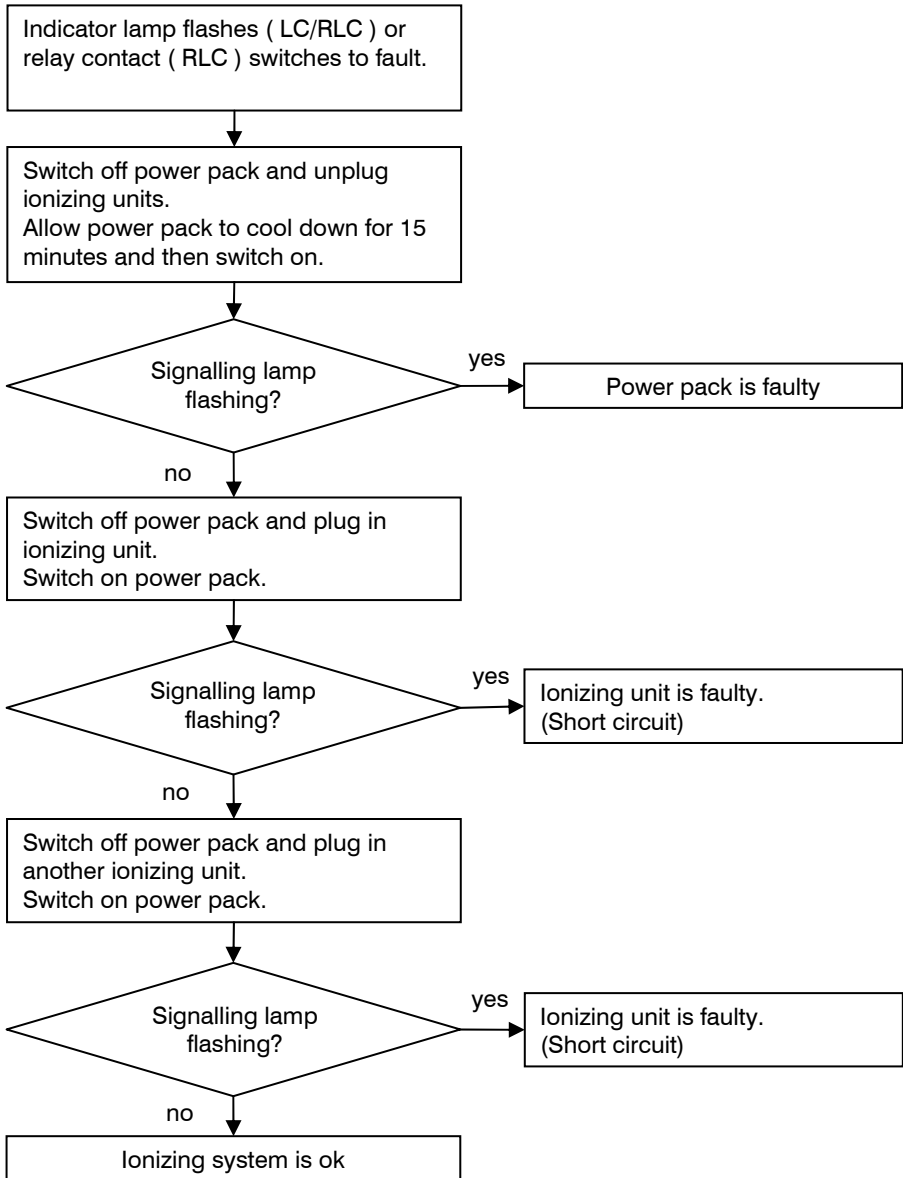 Indicator lamp flashes ( LC/RLC ) or
relay contact ( RLC ) switches to fault.
Switch off power pack and unplug
ionizing units.
Allow power pack to cool down for 15
minutes and then switch on.
Signalling lamp
flashing?
yes
Power pack is faulty
no
Switch off power pack and plug in
ionizing unit.
Switch on power pack.
Signalling lamp
flashing?
yes
Ionizing unit is faulty.
(Short circuit)
no
Switch off power pack and plug in
another ionizing unit.
Switch on power pack.
Signalling lamp
flashing?
yes
Ionizing unit is faulty.
(Short circuit)
no
Ionizing system is ok